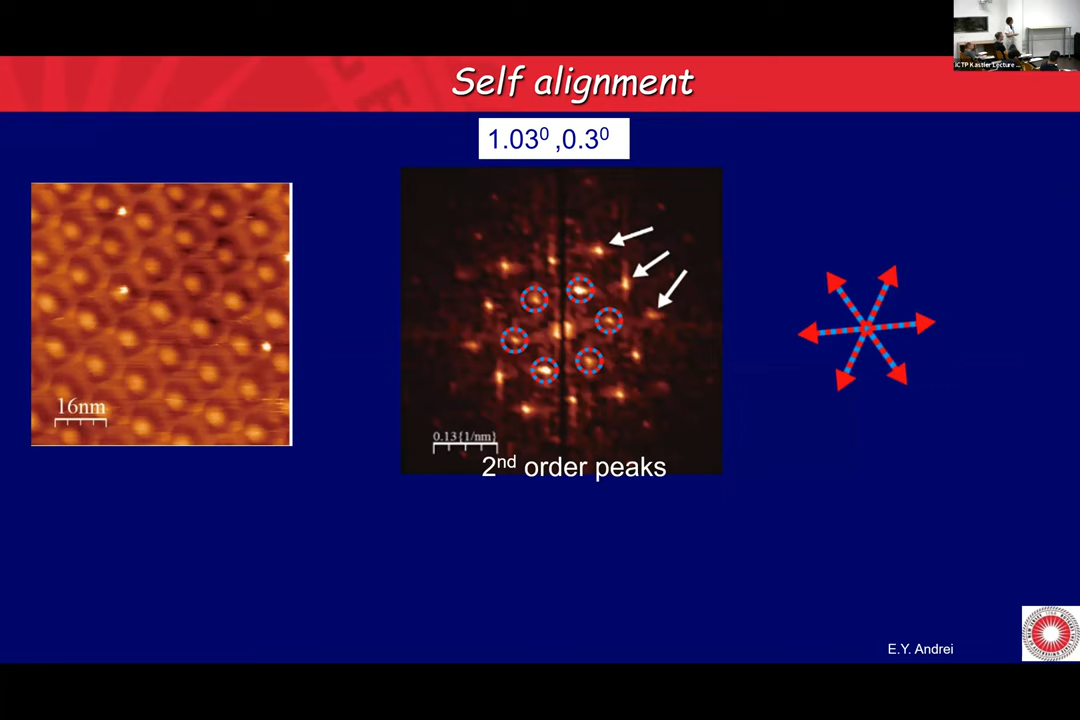 ICTP Kastler Lecture ...
Self alignment
1.03⁰ ,0.3⁰
16nm
0.13{1/nm}
2nd order peaks
E.Y. Andrei